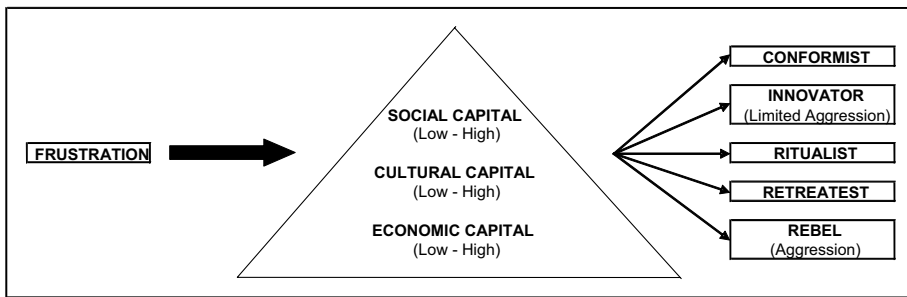 FRUSTRATION
SOCIAL CAPITAL
(Low - High)
CULTURAL CAPITAL
(Low - High)
ECONOMIC CAPITAL
(Low - High)
CONFORMIST
INNOVATOR
(Limited Aggression)
RITUALIST
RETREATEST
REBEL
(Aggression)